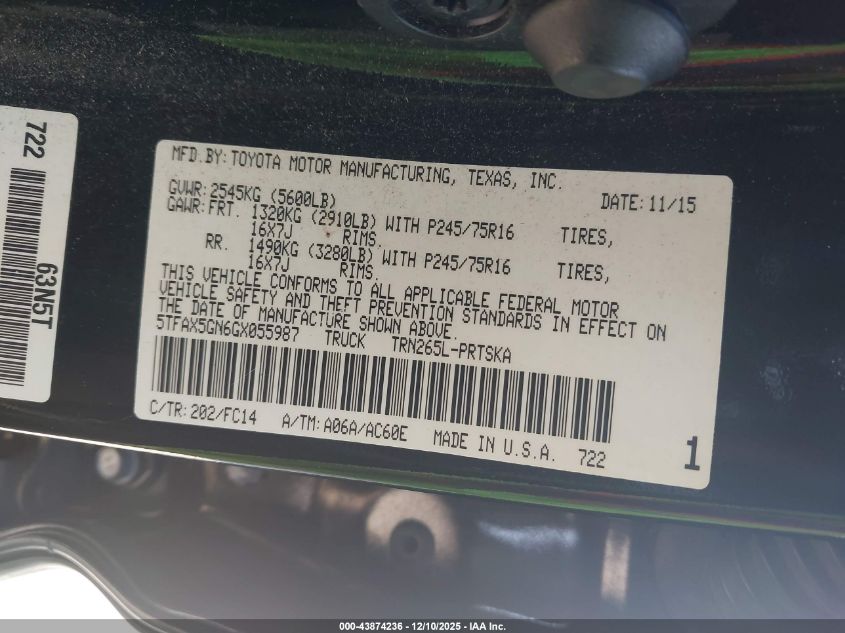 722
63N5T
MFD.BY:TOYOTA MOTOR MANUFACTURING, TEXAS, INC.
GVWR:2545KG (5600LB) DATE:11/15
GAWR:FRT. 1320KG (2910LB) WITH P245/75R16 TIRES,
16X7J RIMS.
RR. 1490KG (3280LB) WITH P245/75R16 TIRES,
16X7J RIMS.
THIS VEHICLE CONFORMS TO ALL APPLICABLE FEDERAL MOTOR
VEHICLE SAFETY AND THEFT PREVENTION STANDARDS IN EFFECT ON
THE DATE OF MANUFACTURE SHOWN ABOVE.
5TFAX5GN6GX055987 TRUCK TRN265L-PRTSKA
C/TR:202/FC14 A/TM:A06A/AC60E MADE IN U.S.A. 722
1
000-43874236 - 12/10/2025 - IAA Inc.